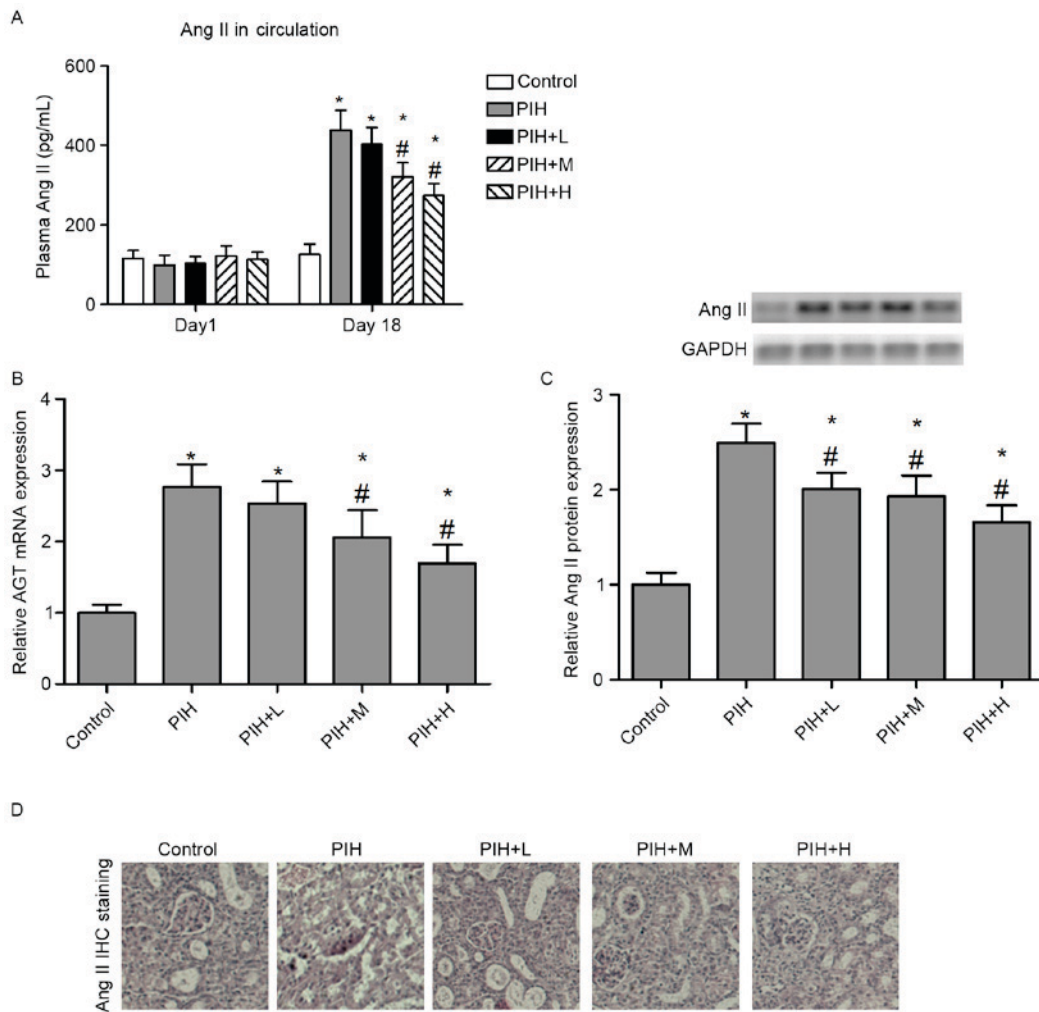 A
Ang II in circulation
Plasma Ang II (pg/mL)
600
400
200
0
* * * * # #
Day1 Day 18
Control
PIH
PIH+L
PIH+M
PIH+H
B
Relative AGT mRNA expression
4
3
2
1
0
* * * * # #
Control PIH PIH+L PIH+M PIH+H
Ang II
GAPDH
C
Relative Ang II protein expression
3
2
1
0
* * * * # # #
Control PIH PIH+L PIH+M PIH+H
D
Control PIH PIH+L PIH+M PIH+H
Ang II IHC staining